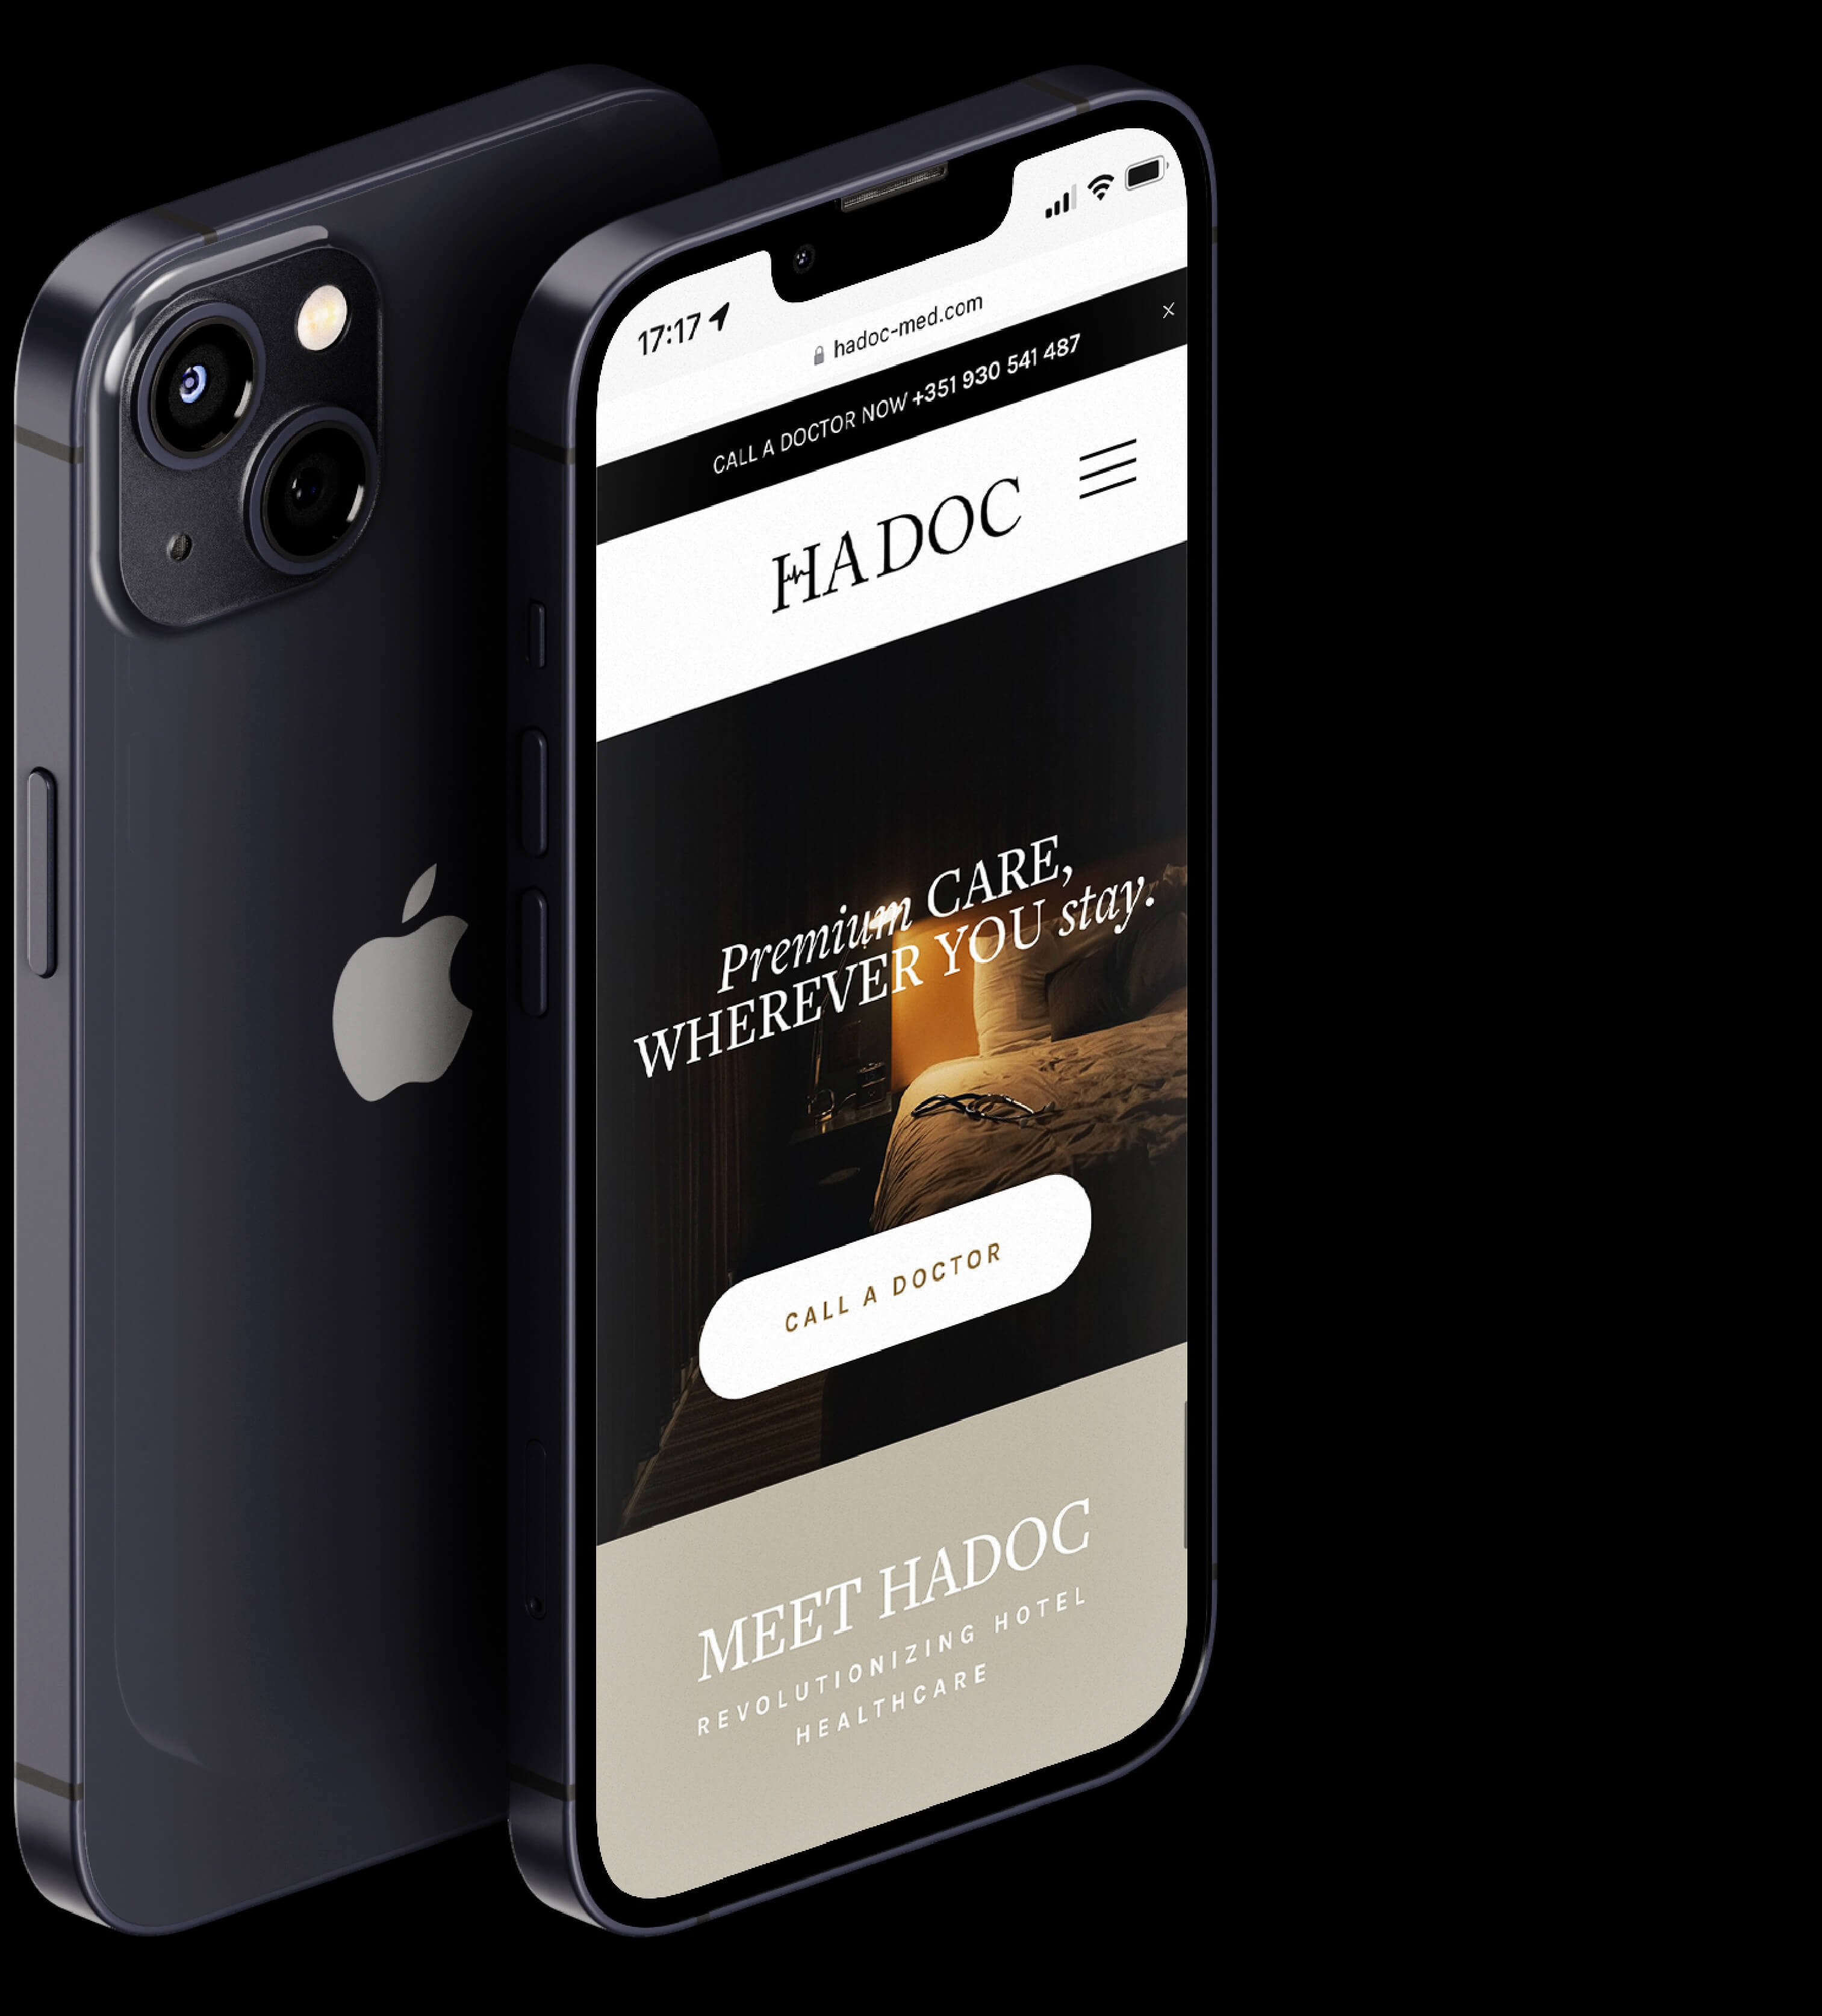 17:17
hadoc-med.com
CALL A DOCTOR NOW +351 930 541 487
HADOC
Premium CARE,
WHEREVER YOU stay.
CALL A DOCTOR
MEET HADOC
REVOLUTIONIZING HOTEL
HEALTHCARE